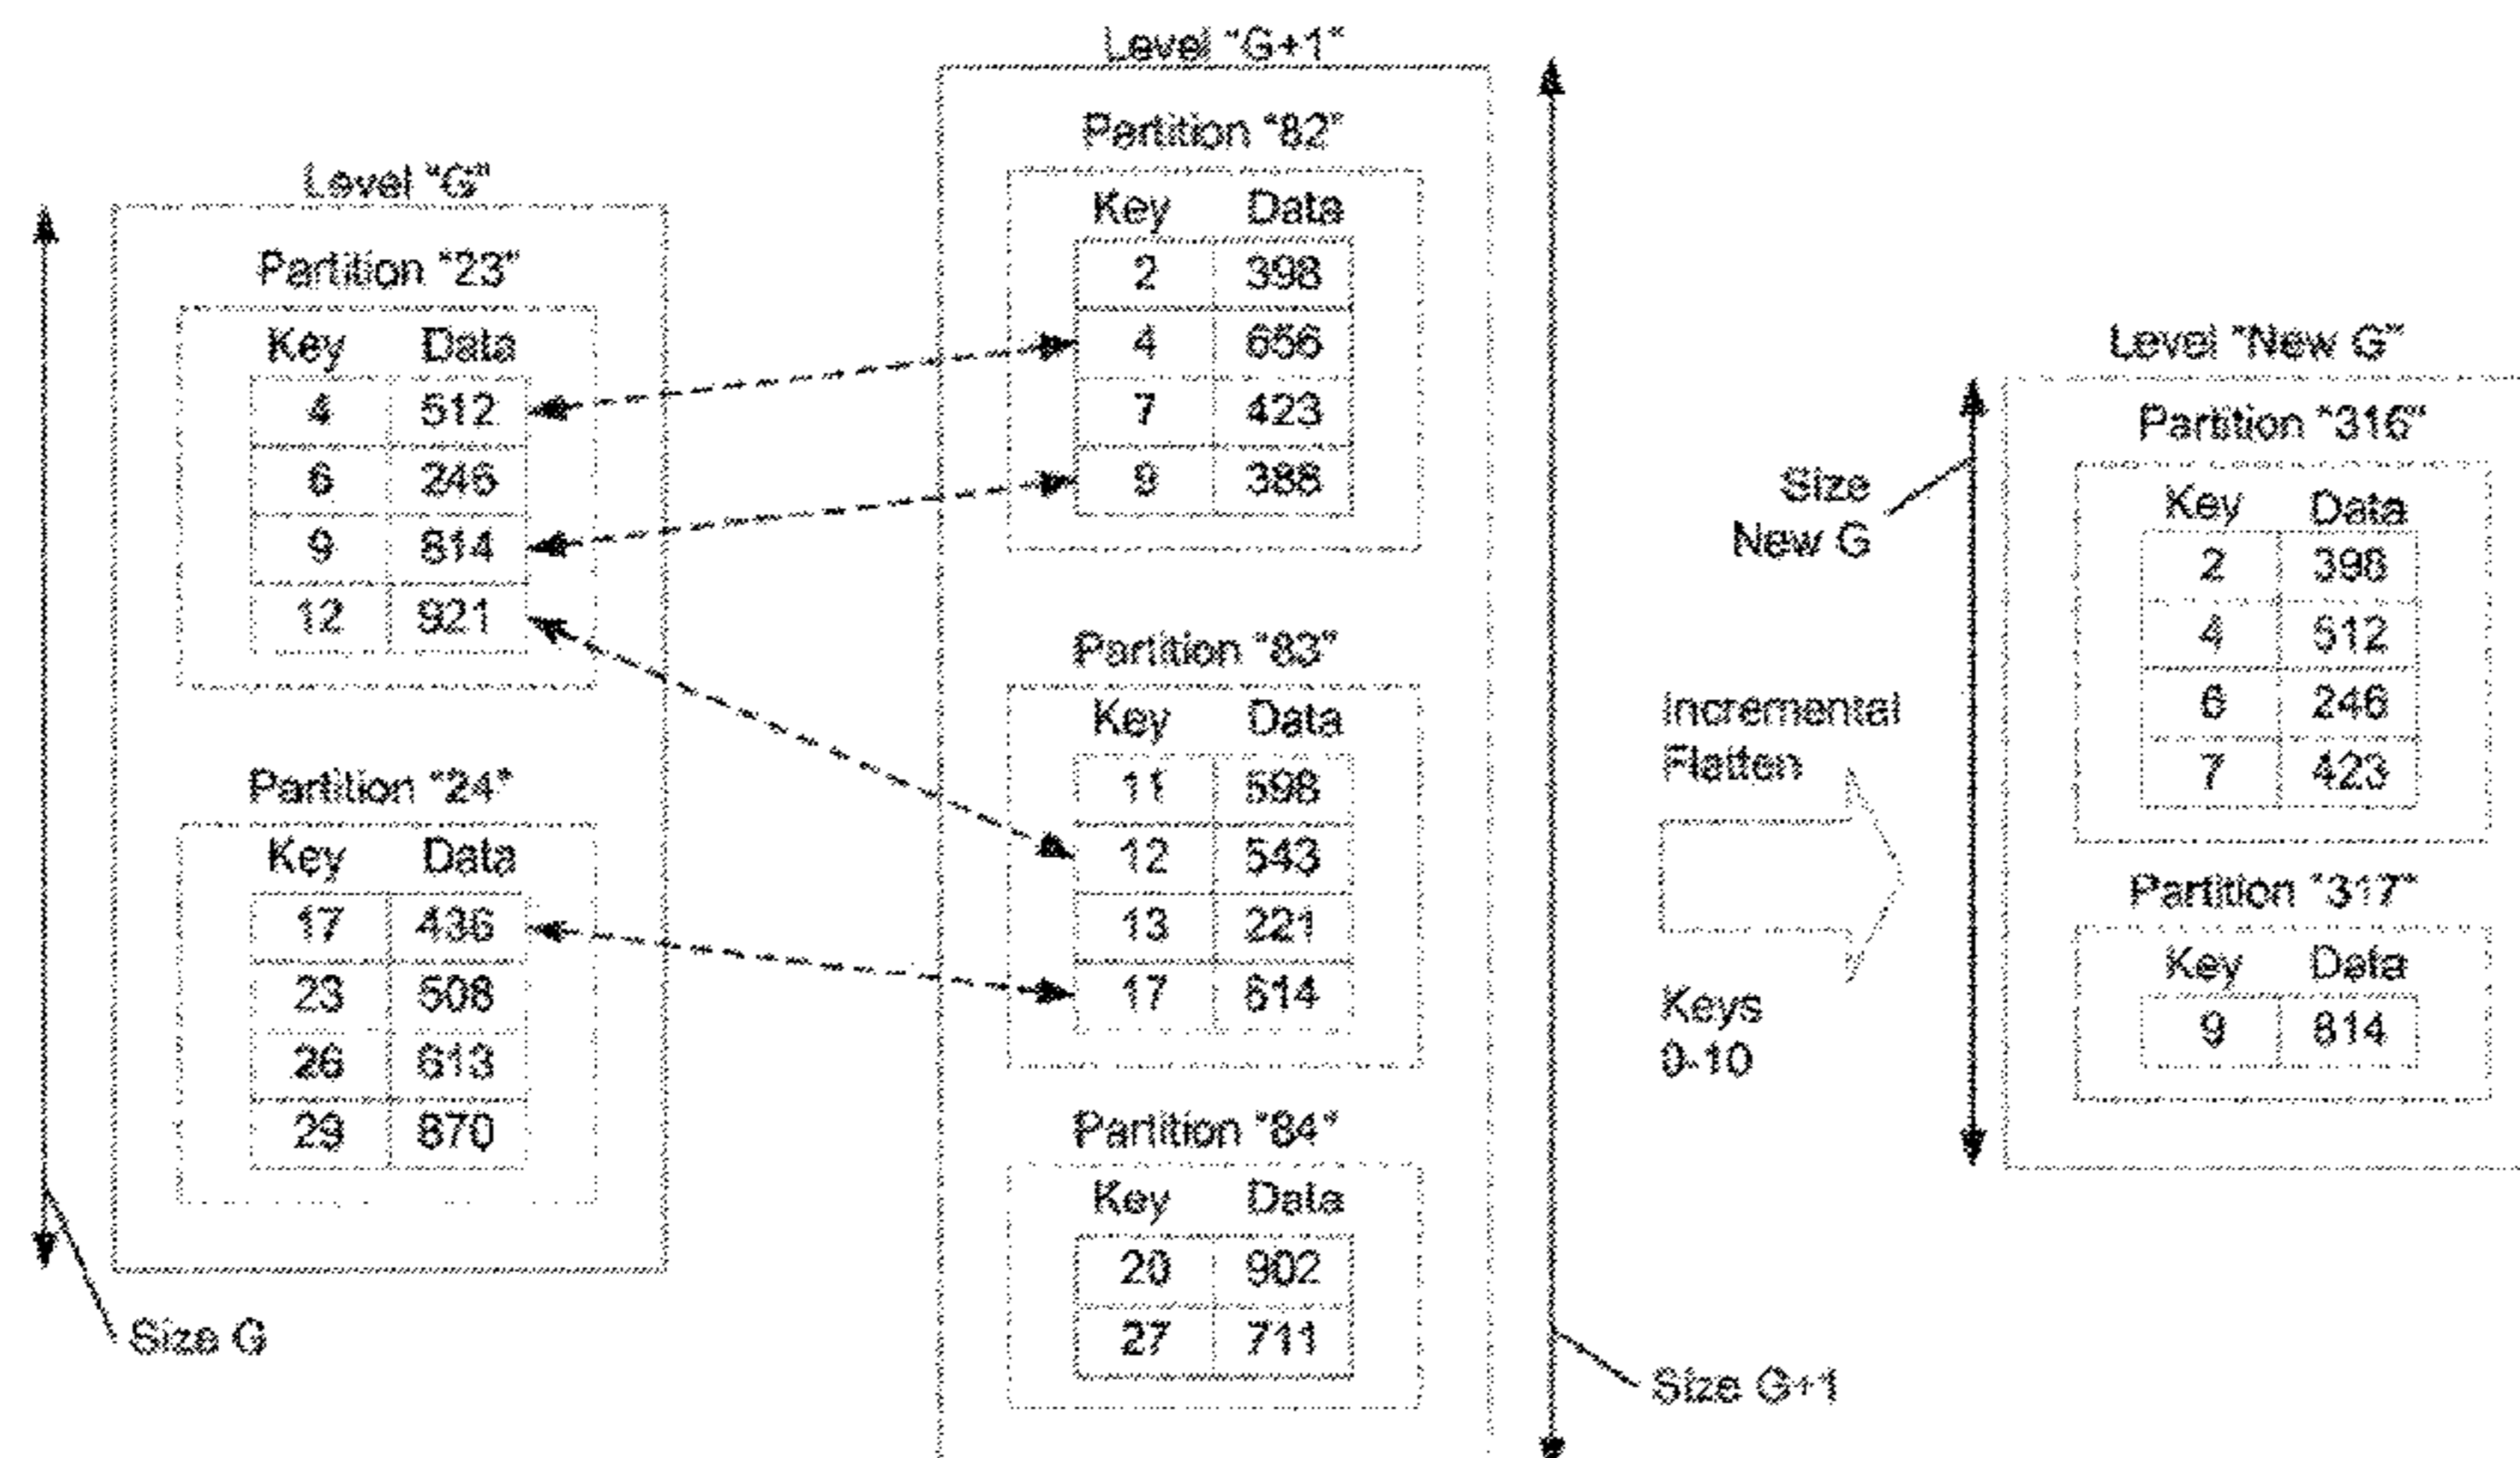 Level "G"
Partition "23"
Key Data
4 512
6 246
9 814
12 921
Partition "24"
Key Data
17 436
23 508
26 613
29 870
Size G
Level "G+1"
Partition "82"
Key Data
2 398
4 656
7 423
9 388
Partition "83"
Key Data
11 598
12 543
13 221
17 614
Partition "84"
Key Data
20 902
27 711
Size G+1
Incremental
Flatten
Keys
0-10
Size
New G
Level "New G"
Partition "316"
Key Data
2 398
4 512
6 246
7 423
Partition "317"
Key Data
9 814